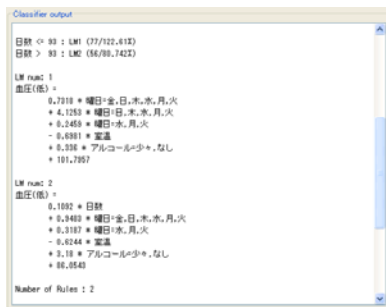 Classifier output
日数 <= 93 : LM1 (77/122.61%)
日数 > 93 : LM2 (56/80.742%)
LM num: 1
血圧(低) =
0.7318 * 曜日=金,日,木,水,月,火
+ 4.1253 * 曜日=日,木,水,月,火
+ 0.2459 * 曜日=水,月,火
- 0.6981 * 室温
+ 0.336 * アルコール=少々,なし
+ 101.7957
LM num: 2
血圧(低) =
0.1092 * 日数
+ 0.9483 * 曜日=金,日,木,水,月,火
+ 0.3187 * 曜日=水,月,火
- 0.6244 * 室温
+ 3.18 * アルコール=少々,なし
+ 86.0543
Number of Rules : 2